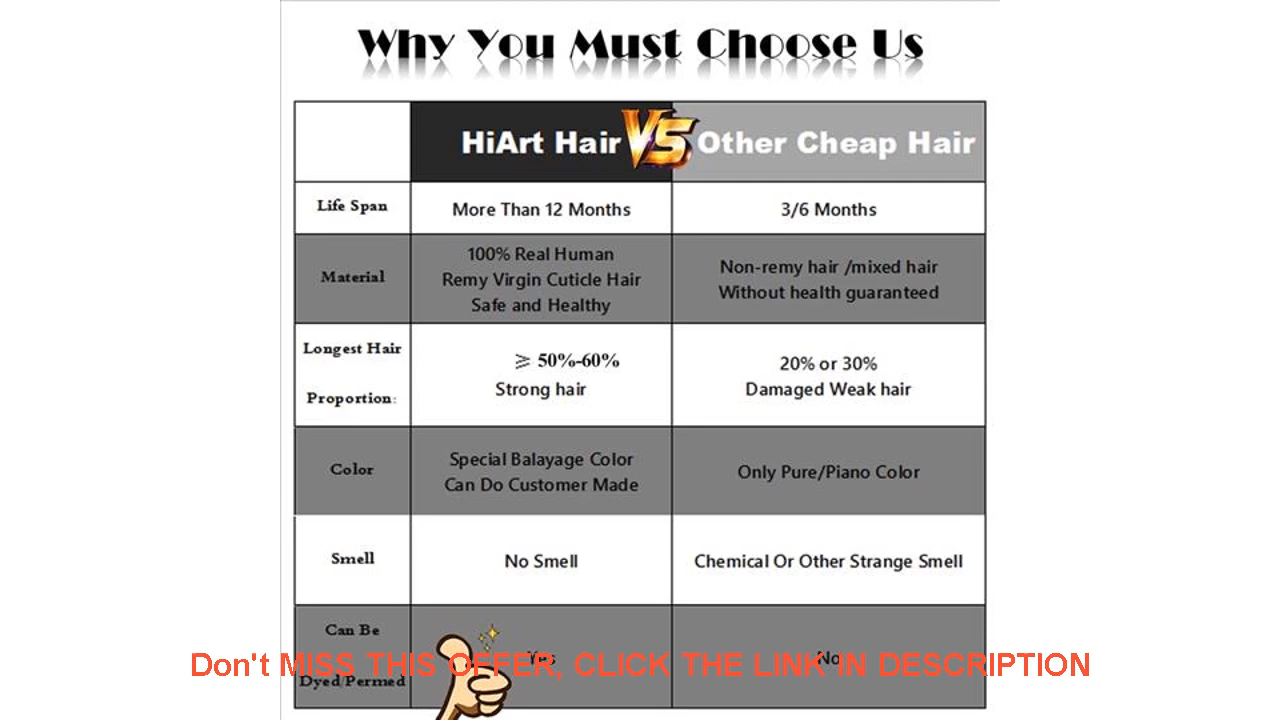 Why You Must Choose Us
HiArt Hair VS Other Cheap Hair
Life Span
More Than 12 Months
3/6 Months
Material
100% Real Human
Remy Virgin Cuticle Hair
Safe and Healthy
Non-remy hair /mixed hair
Without health guaranteed
Longest Hair
Proportion:
⩾ 50%-60%
Strong hair
20% or 30%
Damaged Weak hair
Color
Special Balayage Color
Can Do Customer Made
Only Pure/Piano Color
Smell
No Smell
Chemical Or Other Strange Smell
Can Be
Dyed/Permed
Yes
No
Don't MISS THIS OFFER, CLICK THE LINK IN DESCRIPTION